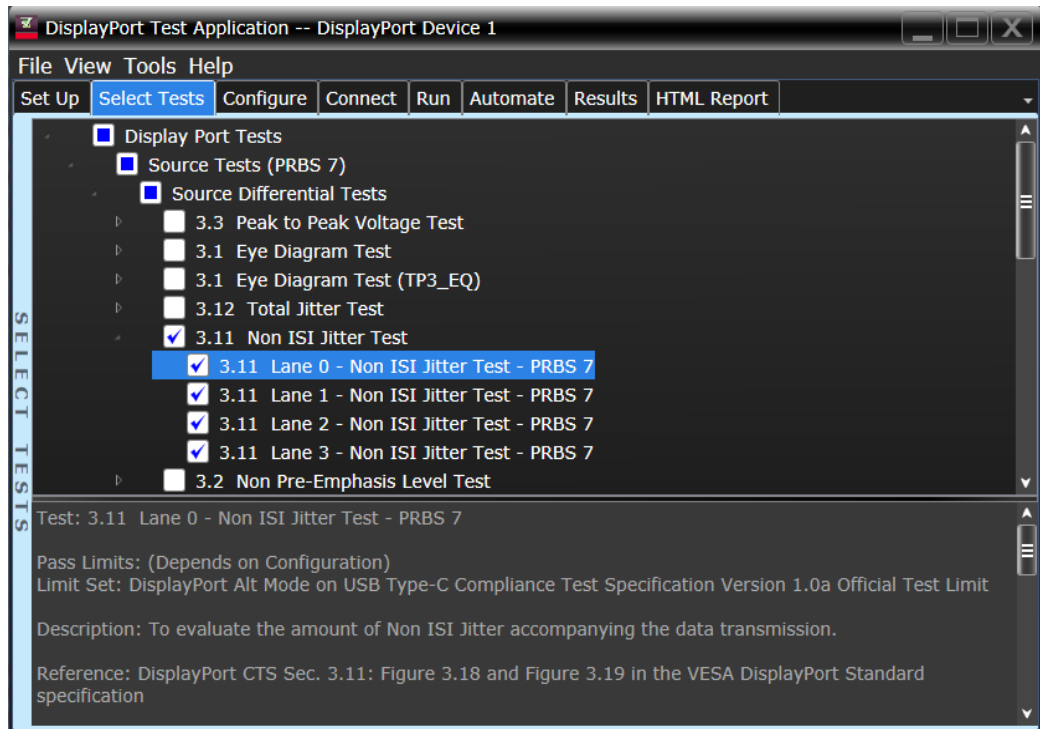 DisplayPort Test Application -- DisplayPort Device 1
File View Tools Help
Set Up Select Tests Configure Connect Run Automate Results HTML Report
Display Port Tests
Source Tests (PRBS 7)
Source Differential Tests
3.3 Peak to Peak Voltage Test
3.1 Eye Diagram Test
3.1 Eye Diagram Test (TP3_EQ)
3.12 Total Jitter Test
3.11 Non ISI Jitter Test
3.11 Lane 0 - Non ISI Jitter Test - PRBS 7
3.11 Lane 1 - Non ISI Jitter Test - PRBS 7
3.11 Lane 2 - Non ISI Jitter Test - PRBS 7
3.11 Lane 3 - Non ISI Jitter Test - PRBS 7
3.2 Non Pre-Emphasis Level Test
SELECT TESTS
Test: 3.11 Lane 0 - Non ISI Jitter Test - PRBS 7
Pass Limits: (Depends on Configuration)
Limit Set: DisplayPort Alt Mode on USB Type-C Compliance Test Specification Version 1.0a Official Test Limit
Description: To evaluate the amount of Non ISI Jitter accompanying the data transmission.
Reference: DisplayPort CTS Sec. 3.11: Figure 3.18 and Figure 3.19 in the VESA DisplayPort Standard
specification